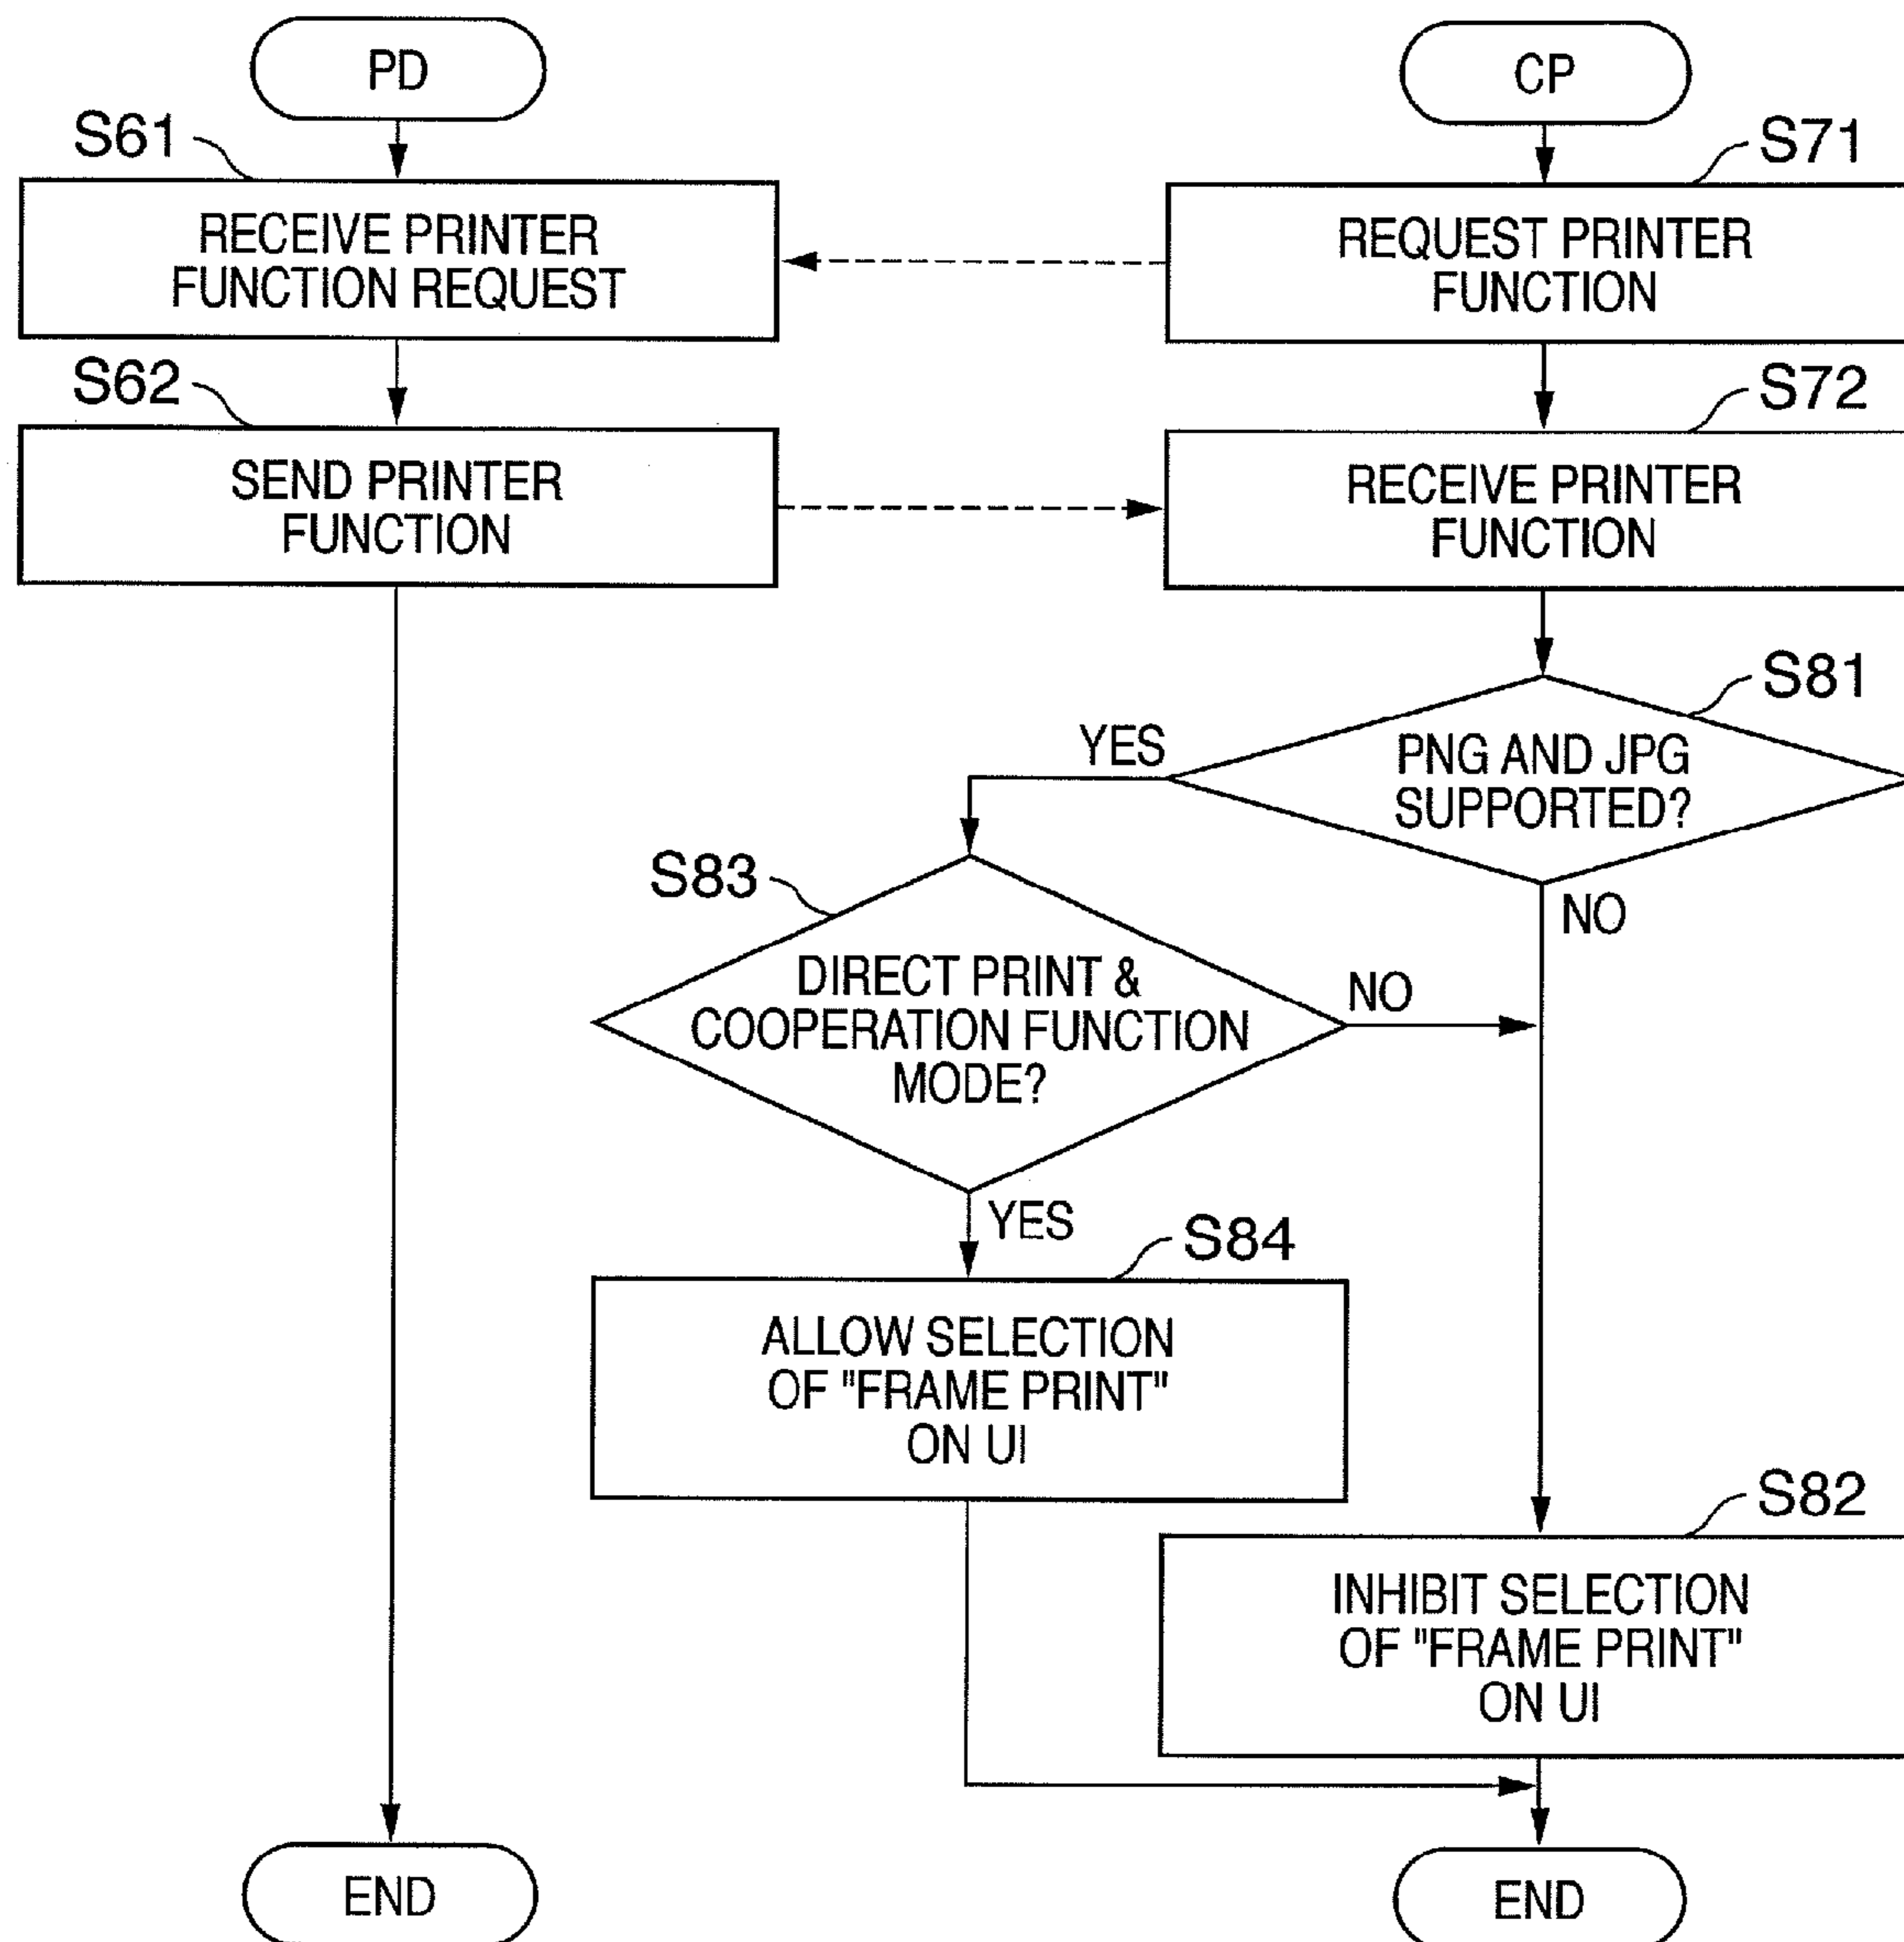 PD
CP
S61
S71
RECEIVE PRINTER
FUNCTION REQUEST
REQUEST PRINTER
FUNCTION
S62
S72
SEND PRINTER
FUNCTION
RECEIVE PRINTER
FUNCTION
S81
YES
PNG AND JPG
SUPPORTED?
S83
NO
DIRECT PRINT &
COOPERATION FUNCTION
MODE?
NO
YES
S84
ALLOW SELECTION
OF "FRAME PRINT"
ON UI
S82
INHIBIT SELECTION
OF "FRAME PRINT"
ON UI
END
END